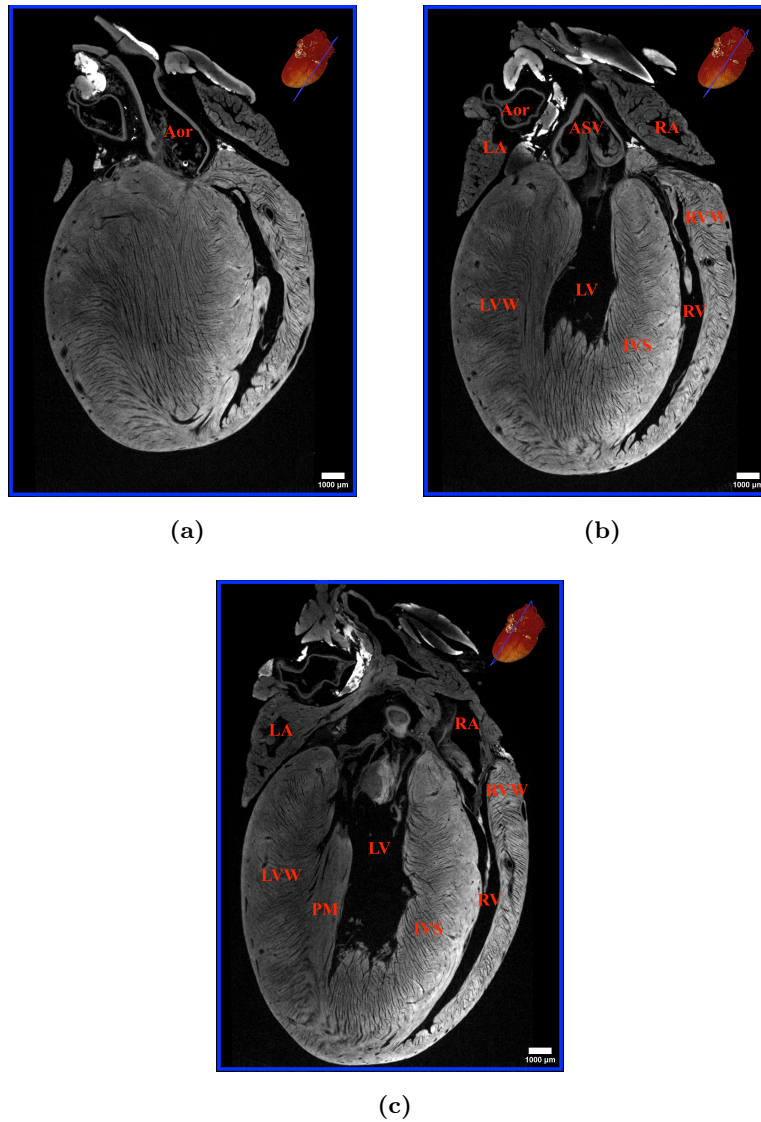 Aor
1000 μm
(a)
Aor
ASV
RA
LA
RVW
LV
LVW
RV
IVS
1000 μm
(b)
LA
RA
RVW
LV
LVW
RV
PM
IVS
1000 μm
(c)